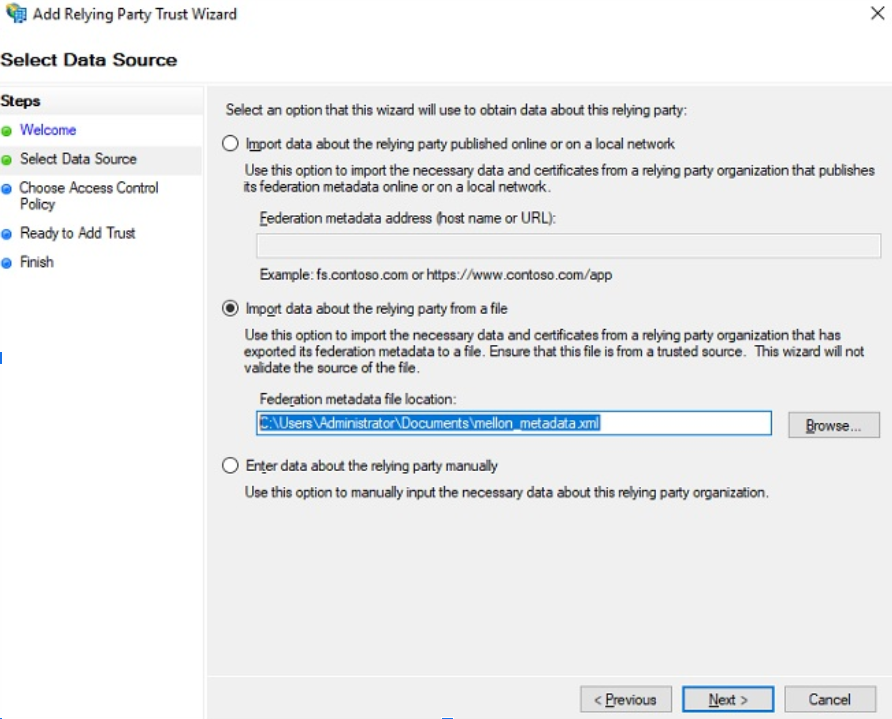 Add Relying Party Trust Wizard
Select Data Source
Steps
Welcome
Select Data Source
Choose Access Control
Policy
Ready to Add Trust
Finish
Select an option that this wizard will use to obtain data about this relying party:
Import data about the relying party published online or on a local network
Use this option to import the necessary data and certificates from a relying party organization that publishes
its federation metadata online or on a local network.
Federation metadata address (host name or URL):
Example: fs.contoso.com or https://www.contoso.com/app
Import data about the relying party from a file
Use this option to import the necessary data and certificates from a relying party organization that has
exported its federation metadata to a file. Ensure that this file is from a trusted source.  This wizard will not
validate the source of the file.
Federation metadata file location:
C:\Users\Administrator\Documents\mellon_metadata.xml
Browse...
Enter data about the relying party manually
Use this option to manually input the necessary data about this relying party organization.
< Previous
Next >
Cancel